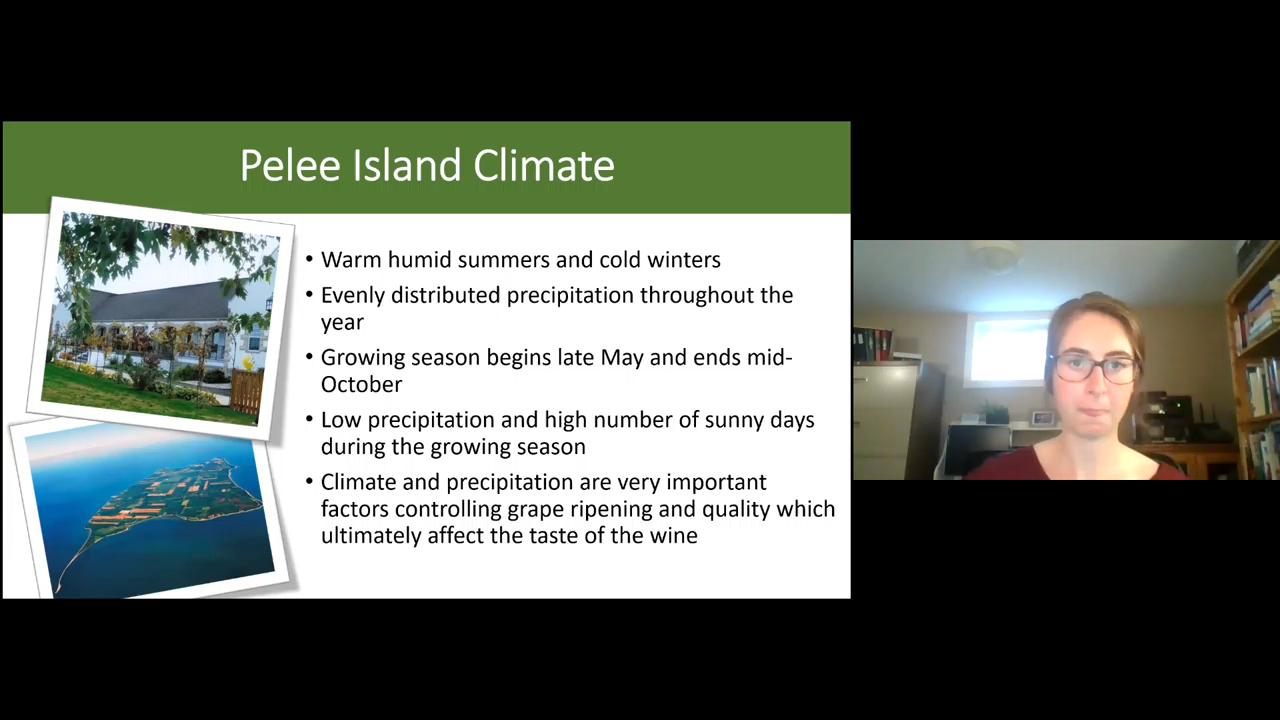 Pelee Island Climate
• Warm humid summers and cold winters
• Evenly distributed precipitation throughout the
year
• Growing season begins late May and ends mid-
October
• Low precipitation and high number of sunny days
during the growing season
• Climate and precipitation are very important
factors controlling grape ripening and quality which
ultimately affect the taste of the wine